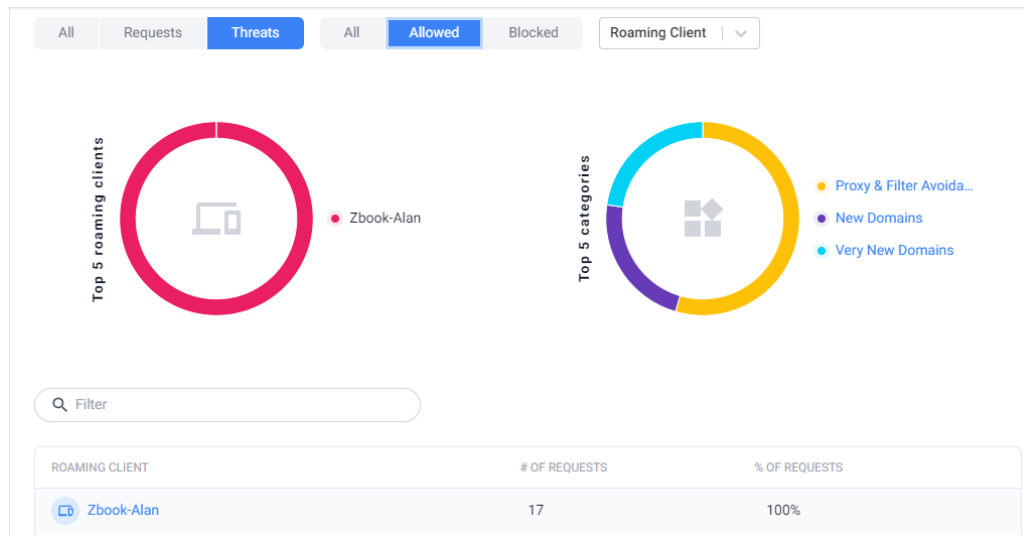 All Requests Threats All Allowed Blocked Roaming Client
Top 5 roaming clients
Zbook-Alan
Top 5 categories
Proxy & Filter Avoida...
New Domains
Very New Domains
Filter
ROAMING CLIENT # OF REQUESTS % OF REQUESTS
Zbook-Alan 17 100%